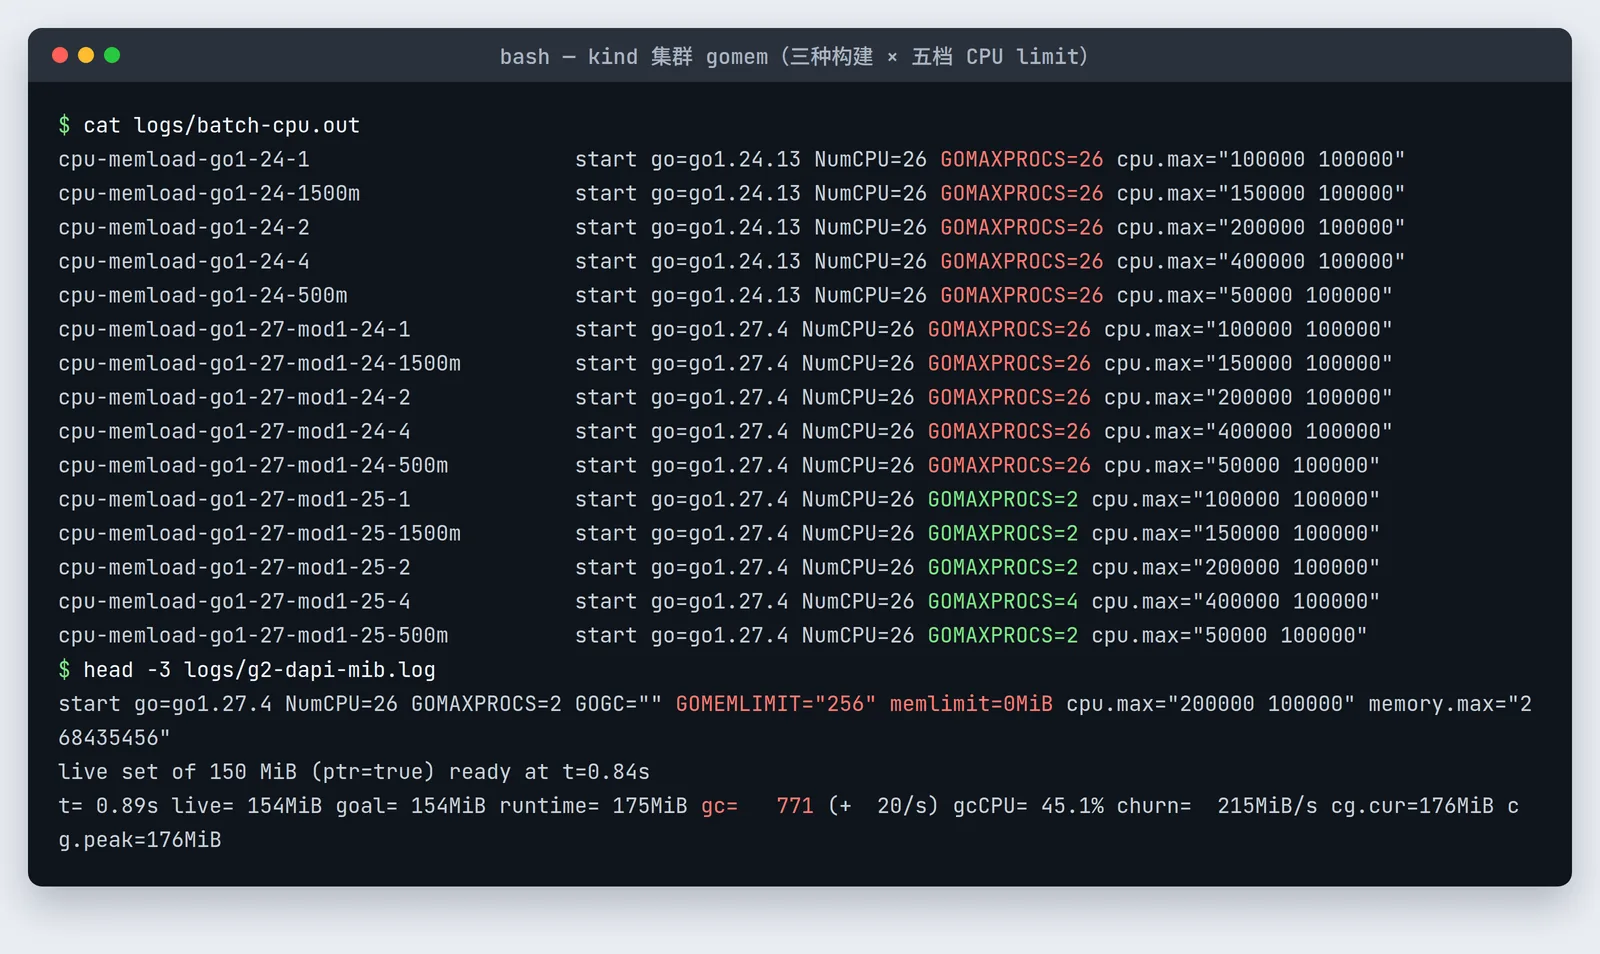 bash — kind 集群 gomem（三种构建 × 五档 CPU limit）
$ cat logs/batch-cpu.out
cpu-memload-go1-24-1 start go=go1.24.13 NumCPU=26 GOMAXPROCS=26 cpu.max="100000 100000"
cpu-memload-go1-24-1500m start go=go1.24.13 NumCPU=26 GOMAXPROCS=26 cpu.max="150000 100000"
cpu-memload-go1-24-2 start go=go1.24.13 NumCPU=26 GOMAXPROCS=26 cpu.max="200000 100000"
cpu-memload-go1-24-4 start go=go1.24.13 NumCPU=26 GOMAXPROCS=26 cpu.max="400000 100000"
cpu-memload-go1-24-500m start go=go1.24.13 NumCPU=26 GOMAXPROCS=26 cpu.max="50000 100000"
cpu-memload-go1-27-mod1-24-1 start go=go1.27.4 NumCPU=26 GOMAXPROCS=26 cpu.max="100000 100000"
cpu-memload-go1-27-mod1-24-1500m start go=go1.27.4 NumCPU=26 GOMAXPROCS=26 cpu.max="150000 100000"
cpu-memload-go1-27-mod1-24-2 start go=go1.27.4 NumCPU=26 GOMAXPROCS=26 cpu.max="200000 100000"
cpu-memload-go1-27-mod1-24-4 start go=go1.27.4 NumCPU=26 GOMAXPROCS=26 cpu.max="400000 100000"
cpu-memload-go1-27-mod1-24-500m start go=go1.27.4 NumCPU=26 GOMAXPROCS=26 cpu.max="50000 100000"
cpu-memload-go1-27-mod1-25-1 start go=go1.27.4 NumCPU=26 GOMAXPROCS=2 cpu.max="100000 100000"
cpu-memload-go1-27-mod1-25-1500m start go=go1.27.4 NumCPU=26 GOMAXPROCS=2 cpu.max="150000 100000"
cpu-memload-go1-27-mod1-25-2 start go=go1.27.4 NumCPU=26 GOMAXPROCS=2 cpu.max="200000 100000"
cpu-memload-go1-27-mod1-25-4 start go=go1.27.4 NumCPU=26 GOMAXPROCS=4 cpu.max="400000 100000"
cpu-memload-go1-27-mod1-25-500m start go=go1.27.4 NumCPU=26 GOMAXPROCS=2 cpu.max="50000 100000"
$ head -3 logs/g2-dapi-mib.log
start go=go1.27.4 NumCPU=26 GOMAXPROCS=2 GOGC="" GOMEMLIMIT="256" memlimit=0MiB cpu.max="200000 100000" memory.max="2
68435456"
live set of 150 MiB (ptr=true) ready at t=0.84s
t= 0.89s live= 154MiB goal= 154MiB runtime= 175MiB gc=   771 (+  20/s) gcCPU= 45.1% churn=  215MiB/s cg.cur=176MiB c
g.peak=176MiB